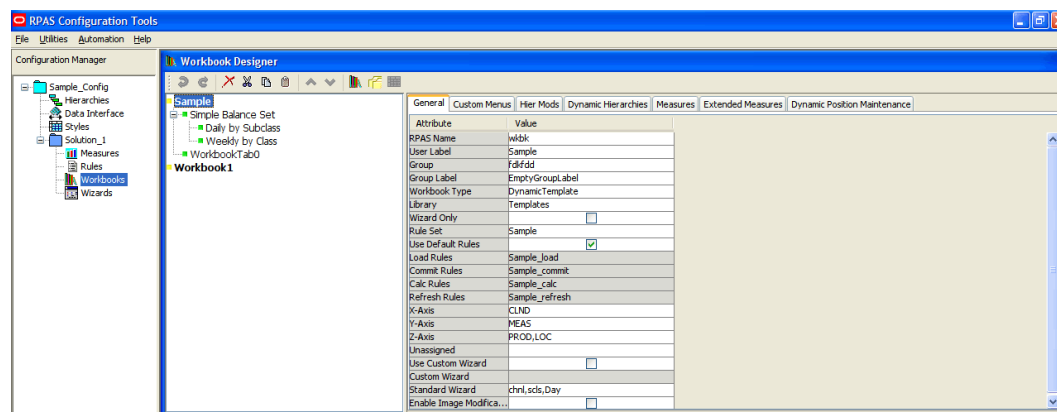 RPAS Configuration Tools
File Utilities Automation Help
Configuration Manager
Sample_Config
Hierarchies
Data Interface
Styles
Solution_1
Measures
Rules
Workbooks
Wizards
Workbook Designer
Sample
Simple Balance Set
Daily by Subclass
Weekly by Class
WorkbookTab0
Workbook1
General Custom Menus Hier Mods Dynamic Hierarchies Measures Extended Measures Dynamic Position Maintenance
Attribute Value
RPAS Name wkbk
User Label Sample
Group fdkfdd
Group Label EmptyGroupLabel
Workbook Type DynamicTemplate
Library Templates
Wizard Only
Rule Set Sample
Use Default Rules
Load Rules Sample_load
Commit Rules Sample_commit
Calc Rules Sample_calc
Refresh Rules Sample_refresh
X-Axis CLND
Y-Axis MEAS
Z-Axis PROD,LOC
Unassigned
Use Custom Wizard
Custom Wizard
Standard Wizard chnl,scls,Day
Enable Image Modifica...